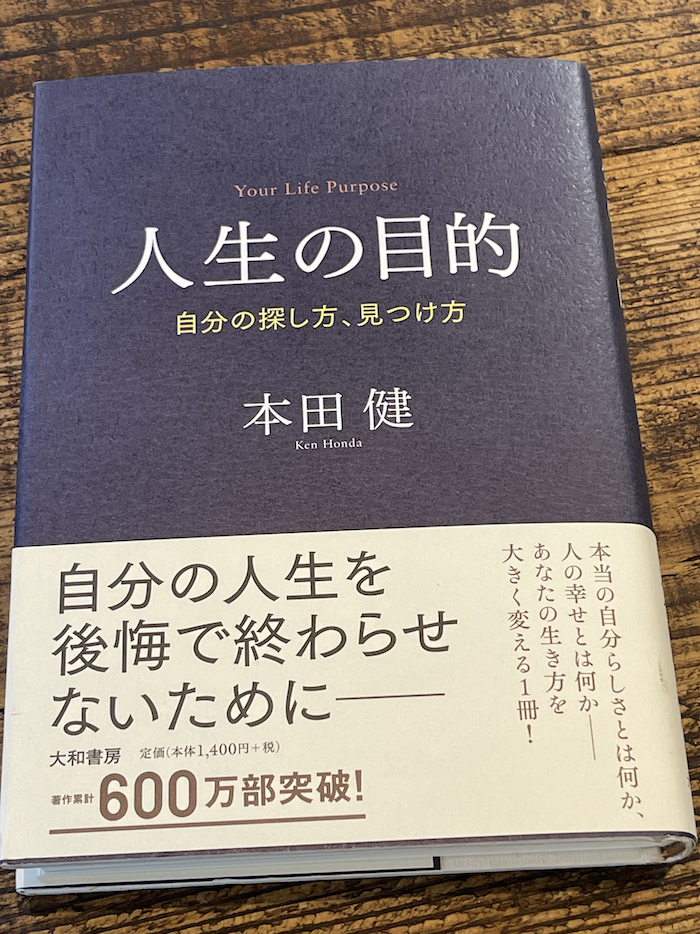 Your Life Purpose
人生の目的
自分の探し方、見つけ方
本田 健
Ken Honda
本当の自分らしさとは何か、
人の幸せとは何か――
あなたの生き方を
大きく変える1冊!
自分の人生を
後悔で終わらせ
ないために――
大和書房 定価(本体1,400円+税)
著作累計600万部突破!